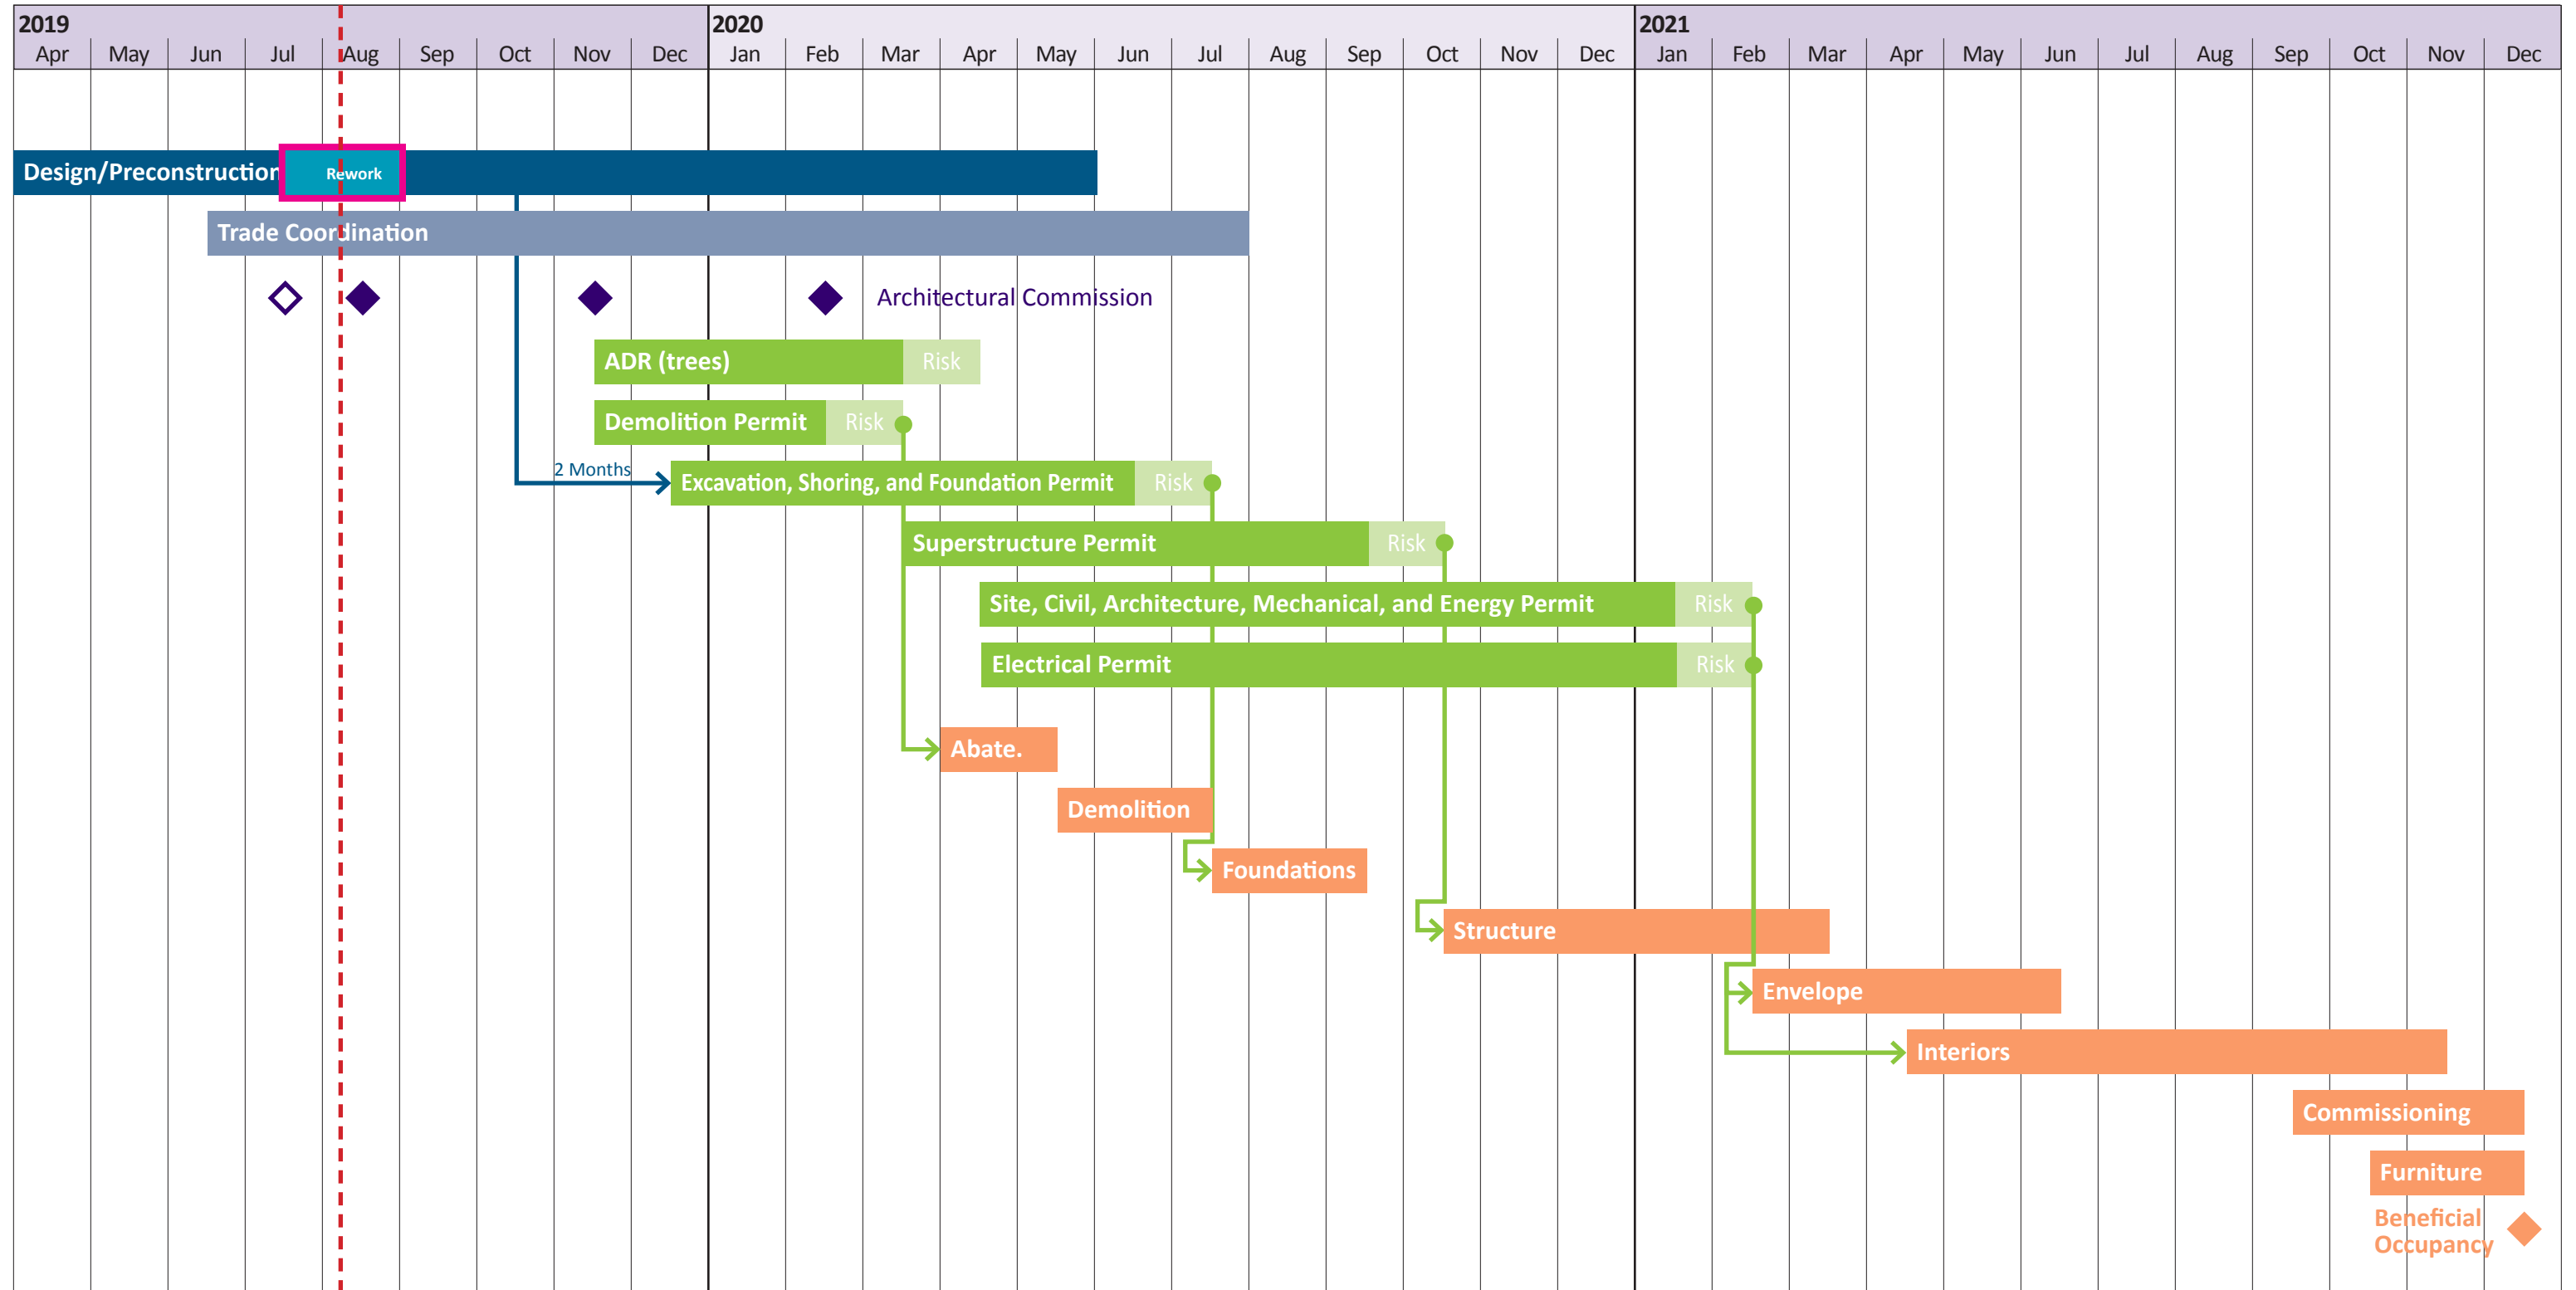 2019 2020 2021
Apr May Jun Jul Aug Sep Oct Nov Dec Jan Feb Mar Apr May Jun Jul Aug Sep Oct Nov Dec Jan Feb Mar Apr May Jun Jul Aug Sep Oct Nov Dec
Design/Preconstruction Rework
Trade Coordination
Architectural Commission
ADR (trees) Risk
Demolition Permit Risk
2 Months Excavation, Shoring, and Foundation Permit Risk
Superstructure Permit Risk
Site, Civil, Architecture, Mechanical, and Energy Permit Risk
Electrical Permit Risk
Abate.
Demolition
Foundations
Structure
Envelope
Interiors
Commissioning
Furniture
Beneficial
Occupancy